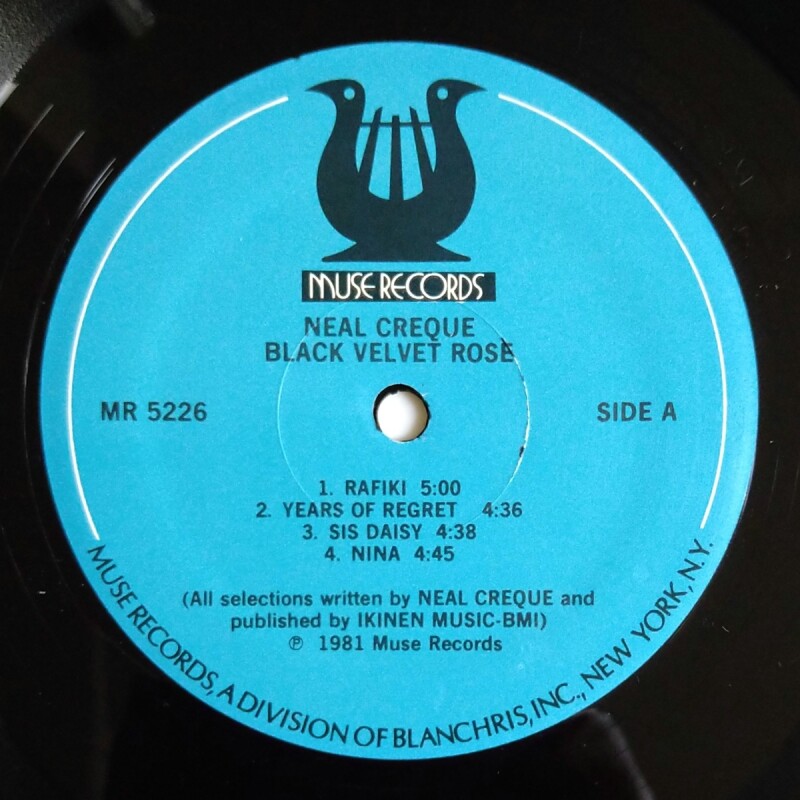 MUSE RECORDS
NEAL CREQUE
BLACK VELVET ROSE
MR 5226
SIDE A
1. RAFIKI 5:00
2. YEARS OF REGRET 4:36
3. SIS DAISY 4:38
4. NINA 4:45
(All selections written by NEAL CREQUE and
published by IKINEN MUSIC-BMI)
℗ 1981 Muse Records
MUSE RECORDS, A DIVISION OF BLANCHRIS, INC., NEW YORK, N.Y.